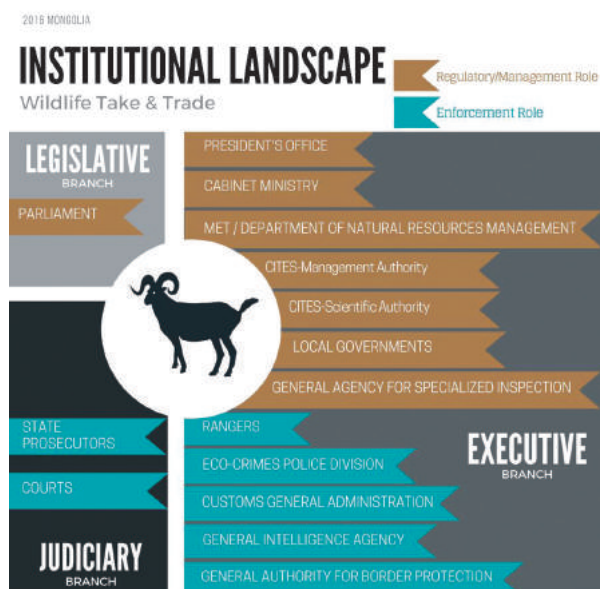 2016 MONGOLIA
INSTITUTIONAL LANDSCAPE
Wildlife Take & Trade
Regulatory/Management Role
Enforcement Role
LEGISLATIVE
BRANCH
PARLIAMENT
PRESIDENT'S OFFICE
CABINET MINISTRY
MET / DEPARTMENT OF NATURAL RESOURCES MANAGEMENT
CITES-Management Authority
CITES-Scientific Authority
LOCAL GOVERNMENTS
GENERAL AGENCY FOR SPECIALIZED INSPECTION
STATE
PROSECUTORS
COURTS
JUDICIARY
BRANCH
RANGERS
ECO-CRIMES POLICE DIVISION
CUSTOMS GENERAL ADMINISTRATION
GENERAL INTELLIGENCE AGENCY
GENERAL AUTHORITY FOR BORDER PROTECTION
EXECUTIVE
BRANCH